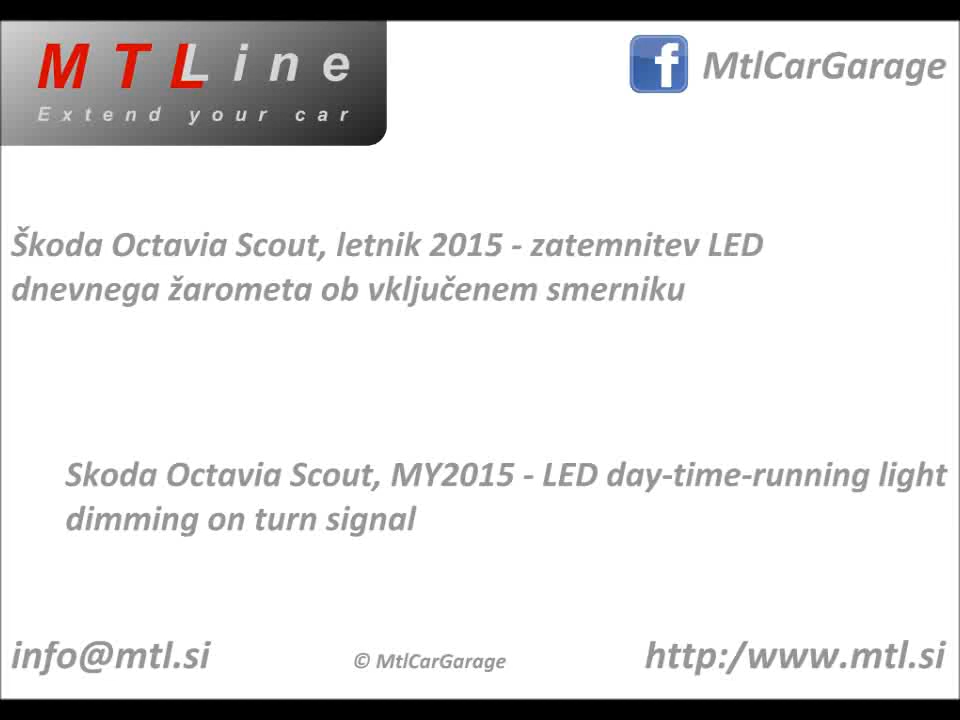 MTLLine
Extend your car
MtlCarGarage
Škoda Octavia Scout, letnik 2015 - zatemnitev LED
dnevnega žarometa ob vključenem smerniku
Skoda Octavia Scout, MY2015 - LED day-time-running light
dimming on turn signal
info@mtl.si
© MtlCarGarage
http:/www.mtl.si